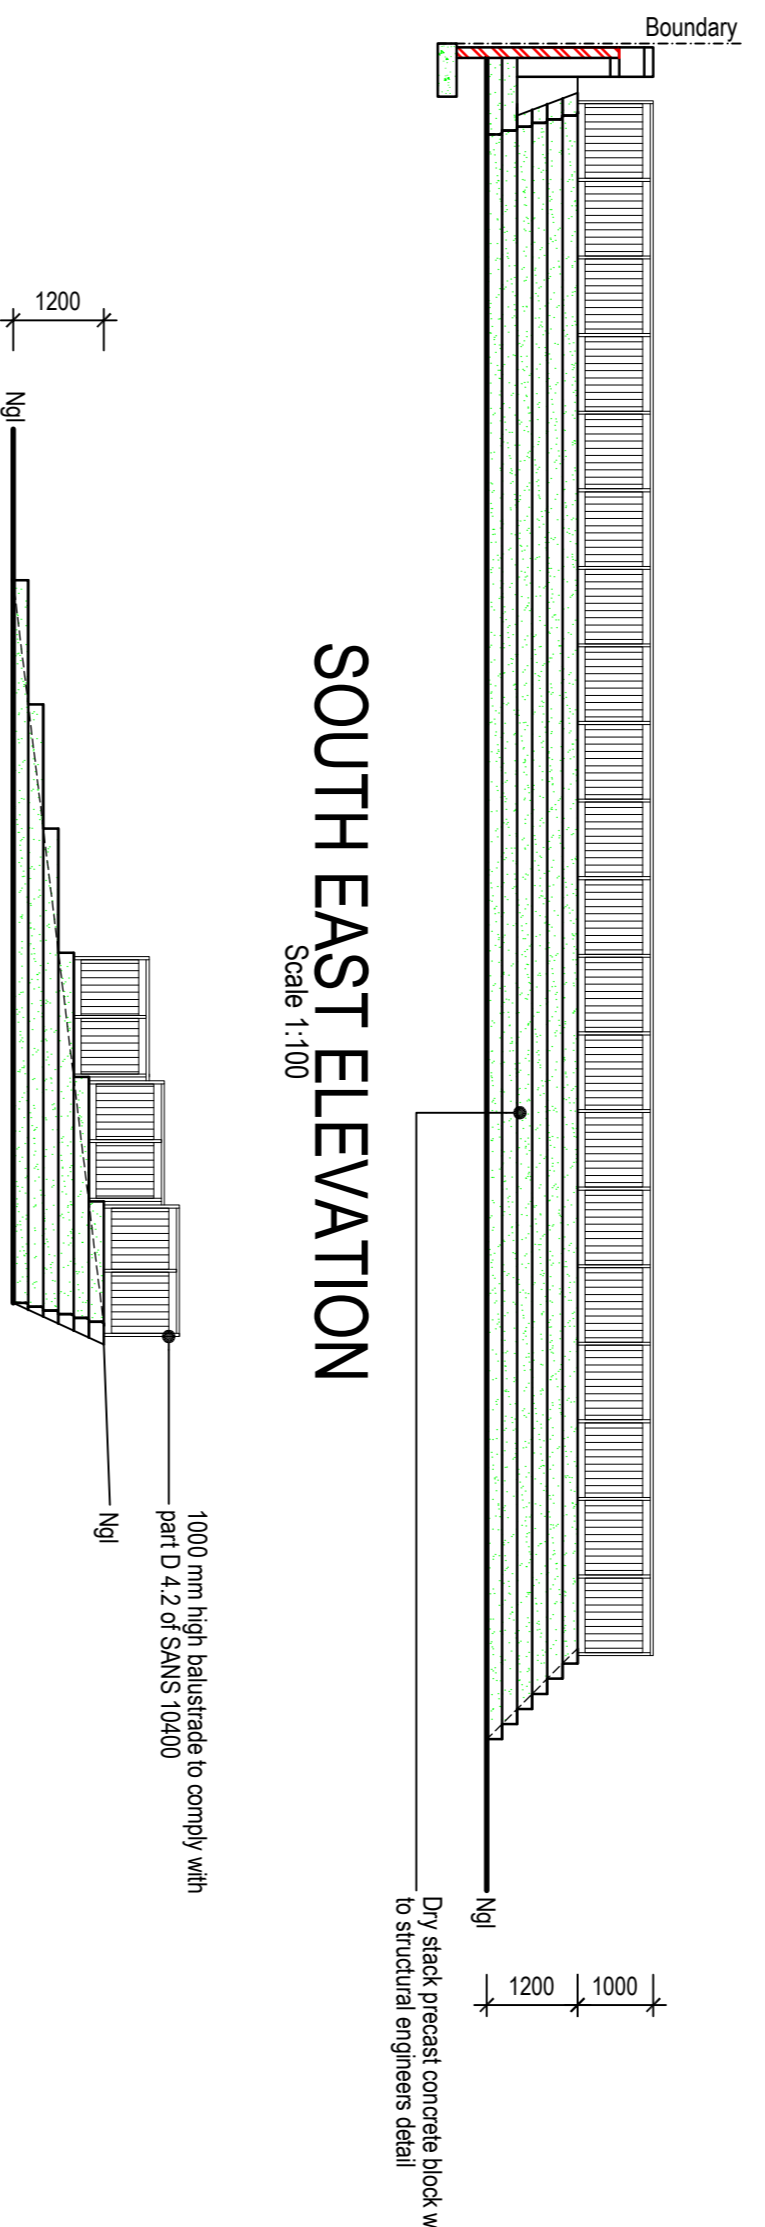 Boundary
1200
1000
Ngl
Dry stack precast concrete block
to structural engineers detail
SOUTH EAST ELEVATION
Scale 1:100
1200
Ngl
Ngl
1000 mm high balustrade to comply with
part D 4.2 of SANS 10400